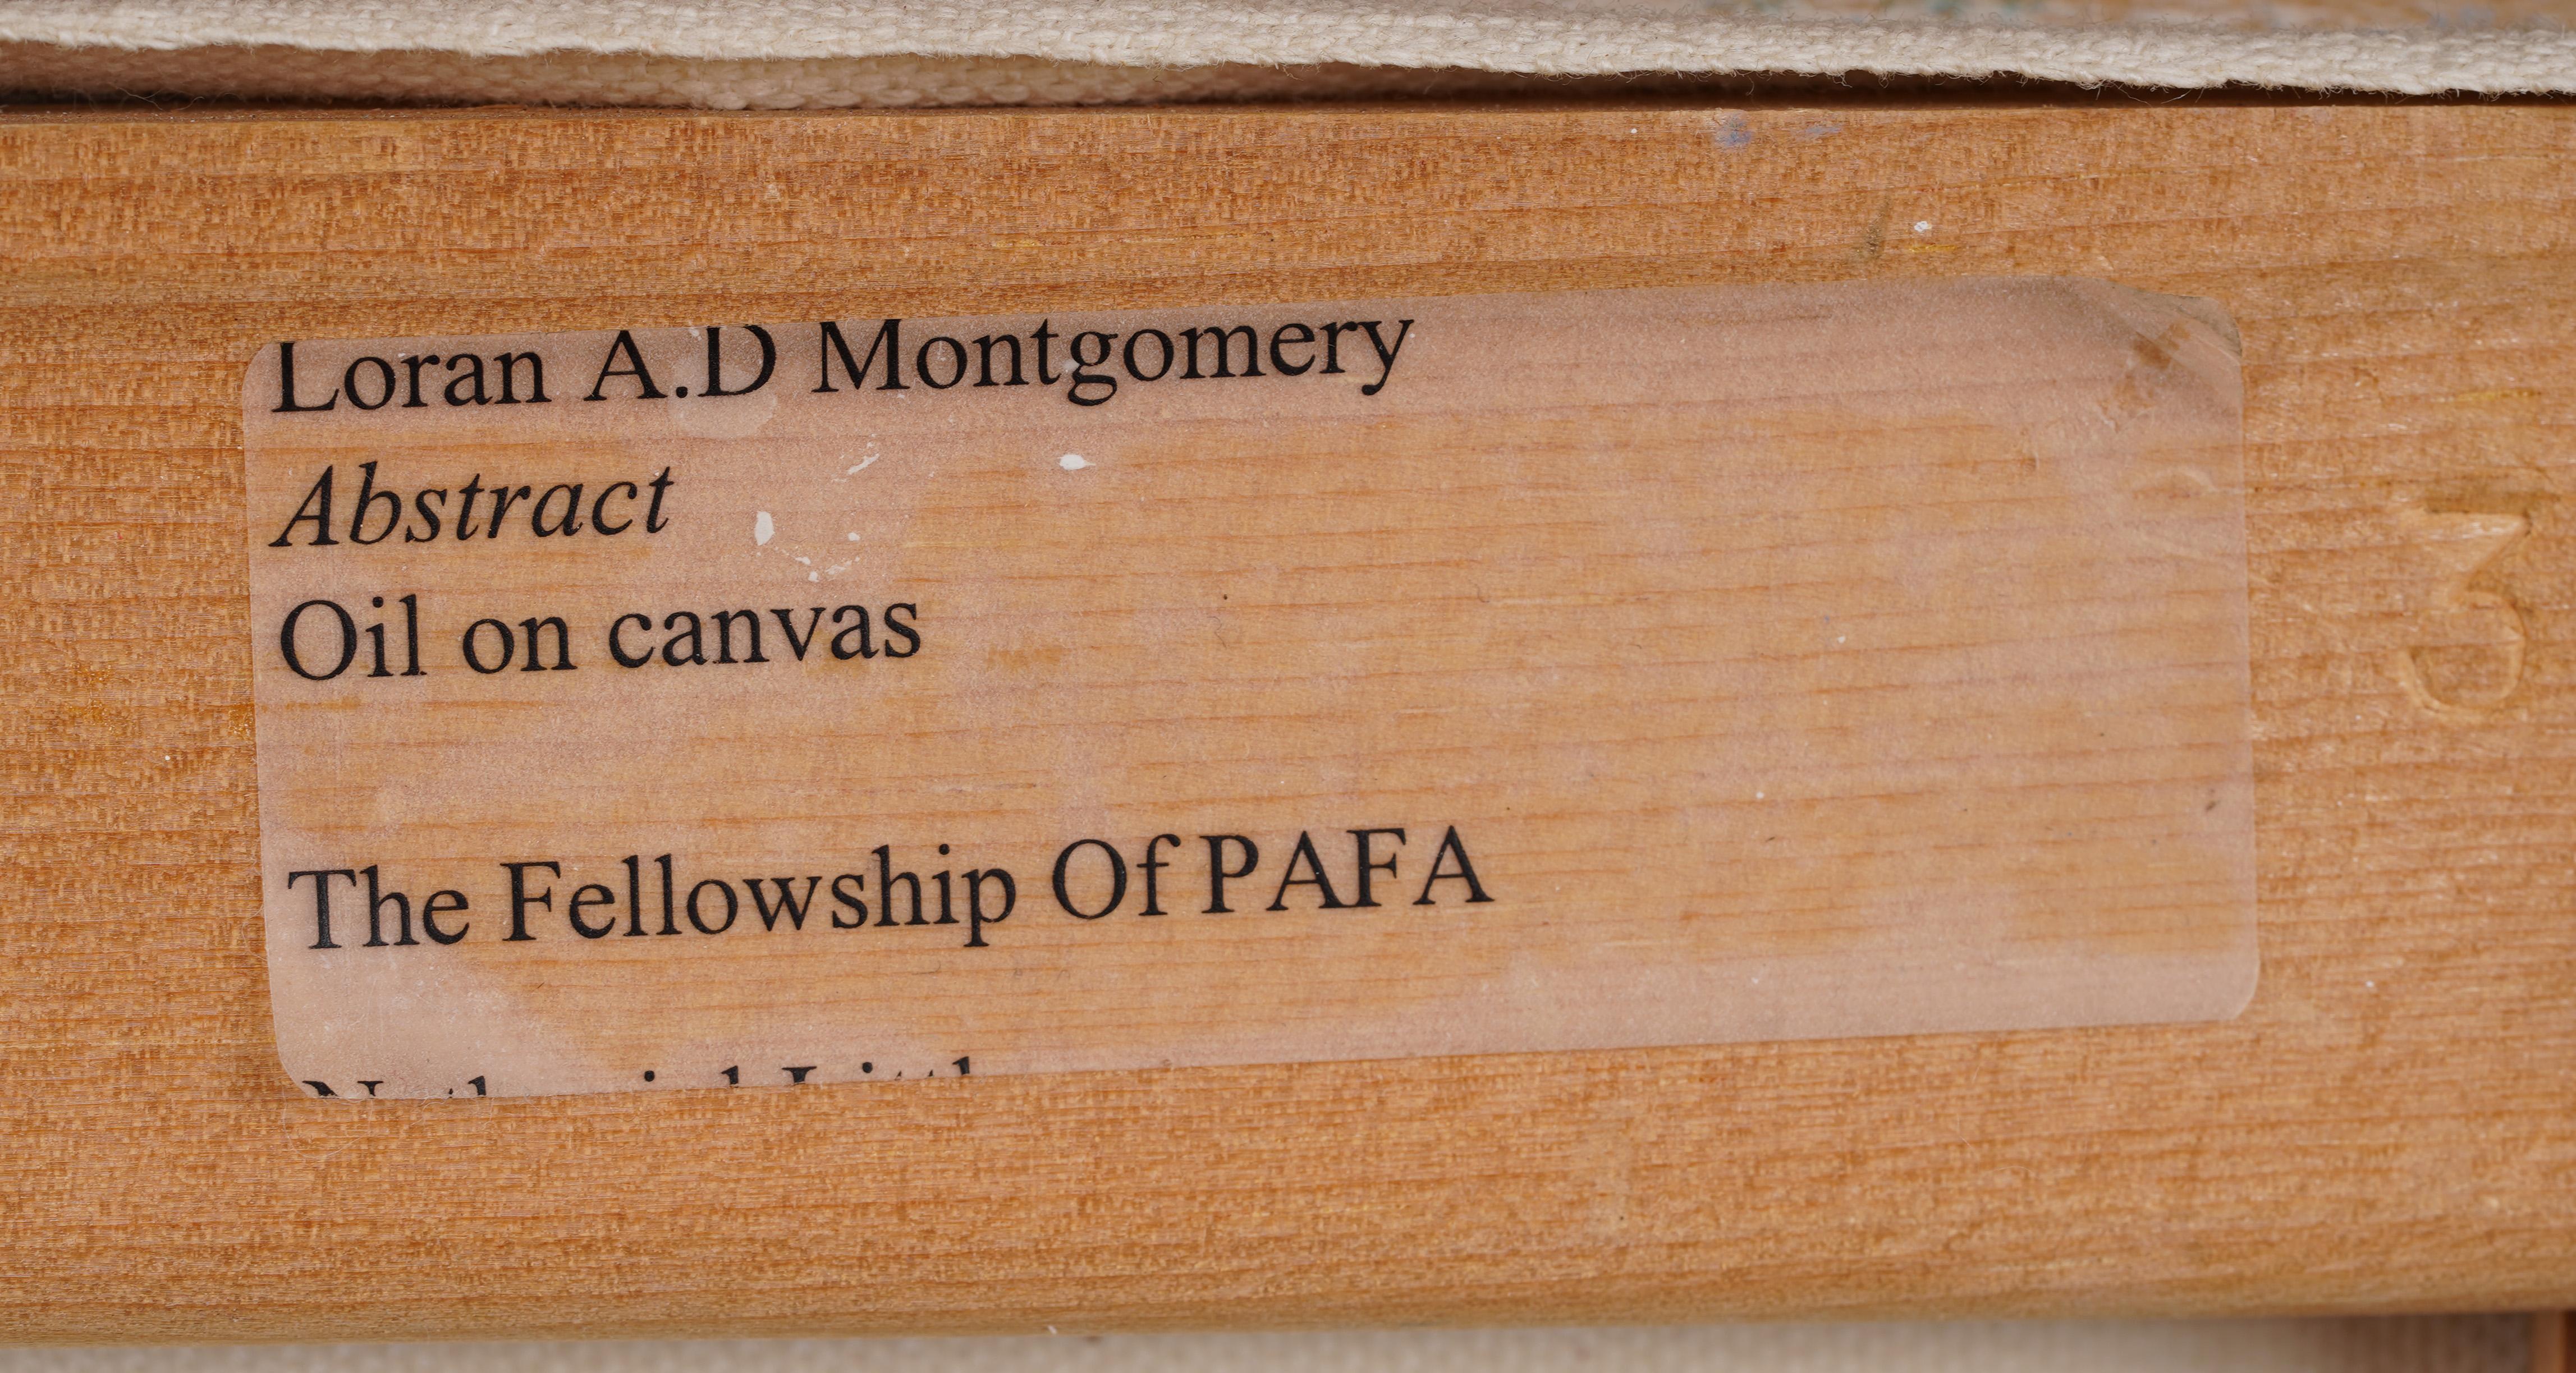 Loran A.D Montgomery
Abstract
Oil on canvas
The Fellowship Of PAFA
3